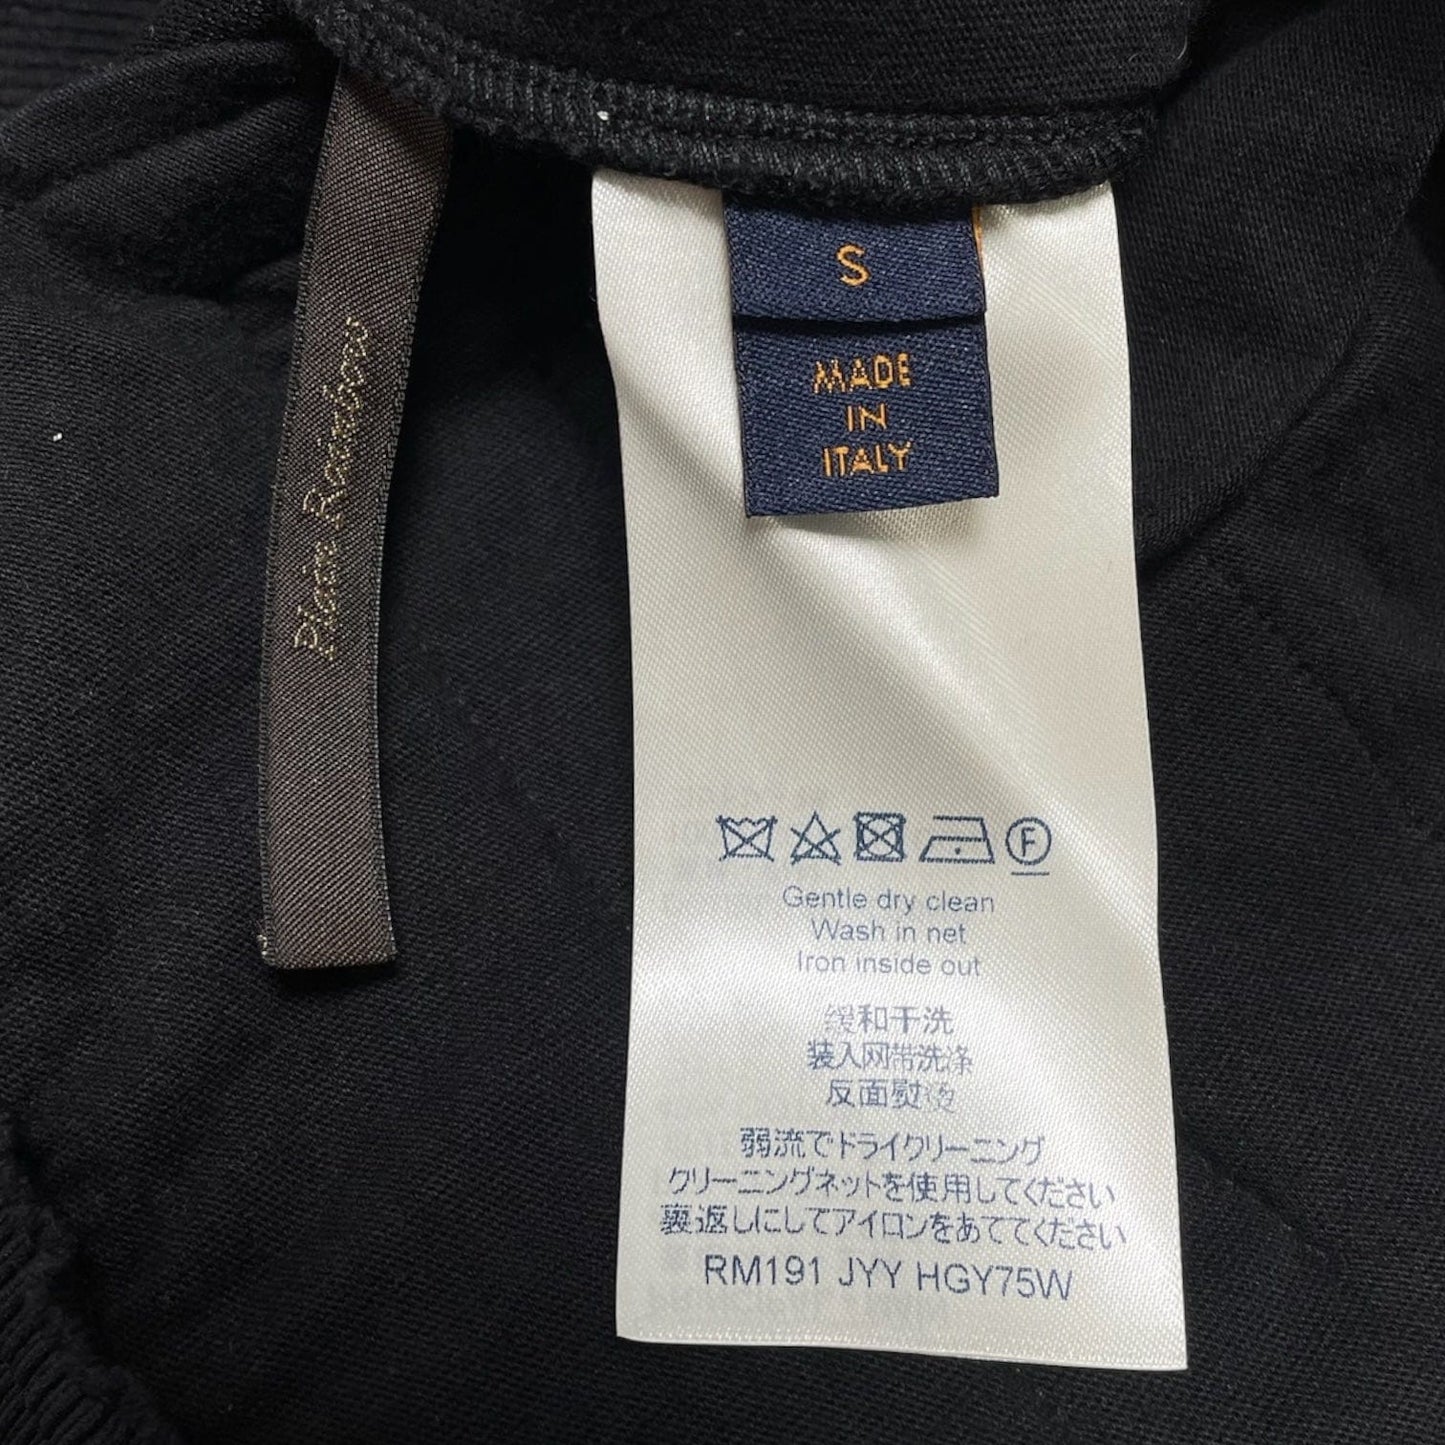 Plain Rainbow
S
MADE
IN
ITALY
F
Gentle dry clean
Wash in net
Iron inside out
缓和干洗
装入网带洗涤
反面熨烫
弱流でドライクリーニング
クリーニングネットを使用してください
裏返しにしてアイロンをあててください
RM191 JYY HGY75W